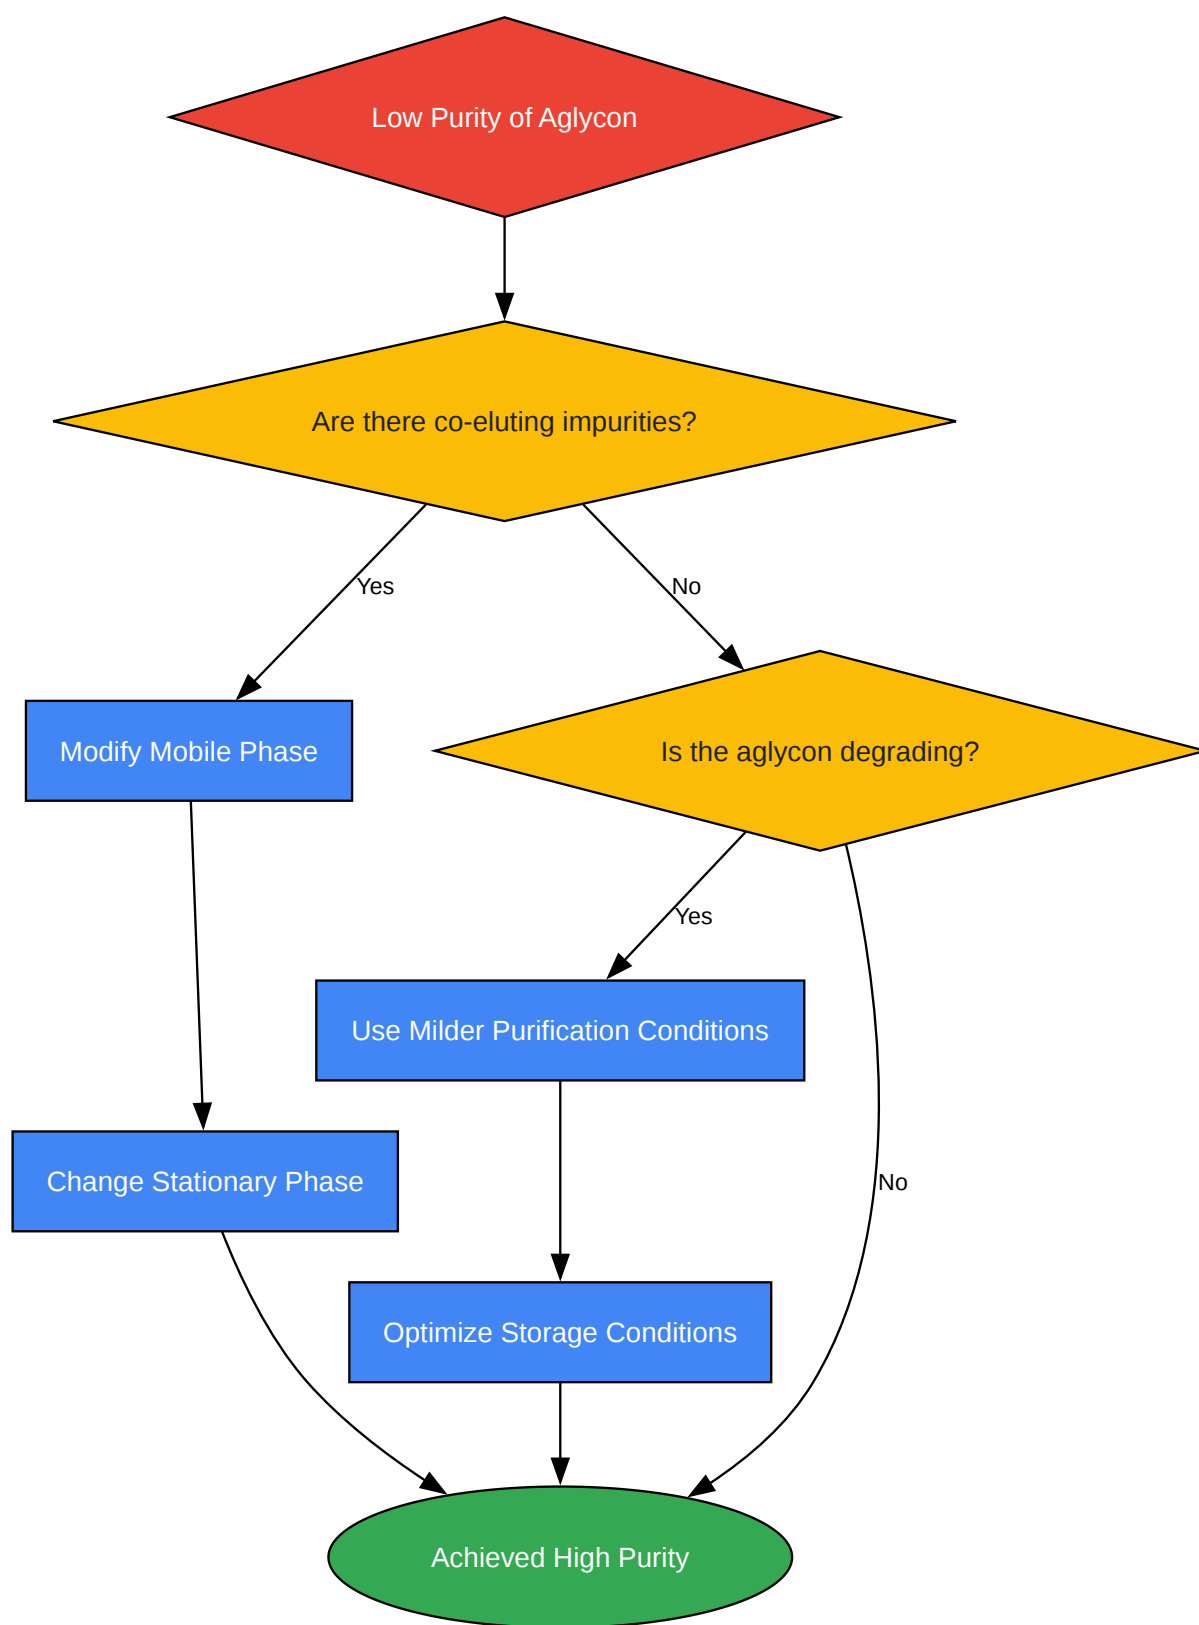 Low Purity of Aglycon
Are there co-eluting impurities?
Yes
No
Modify Mobile Phase
Is the aglycon degrading?
Yes
Use Milder Purification Conditions
Change Stationary Phase
No
Optimize Storage Conditions
Achieved High Purity